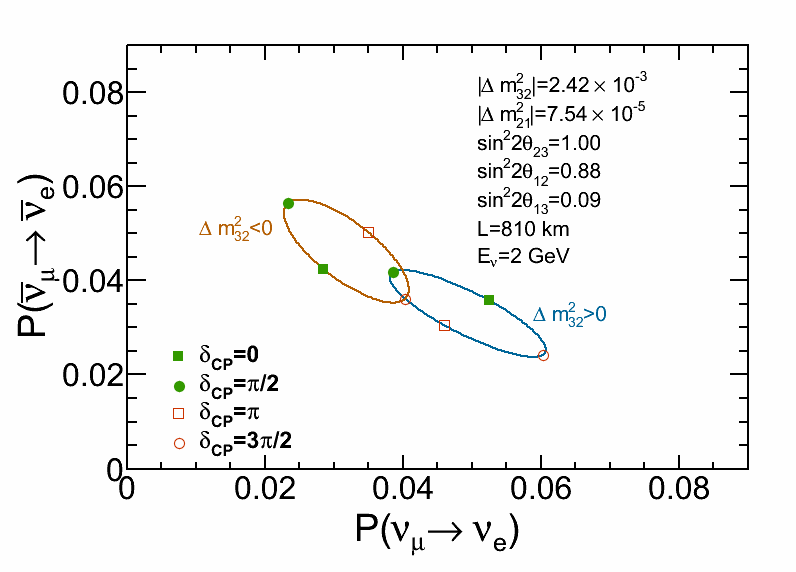 |Δ m²₃₂|=2.42 × 10⁻³
|Δ m²₂₁|=7.54 × 10⁻⁵
sin²2θ₂₃=1.00
sin²2θ₁₂=0.88
sin²2θ₁₃=0.09
L=810 km
Eᵥ=2 GeV
Δ m²₃₂<0
Δ m²₃₂>0
δCP=0
δCP=π/2
δCP=π
δCP=3π/2
P(ν̅μ→ ν̅e)
0.08
0.06
0.04
0.02
0
0 0.02 0.04 0.06 0.08
P(νμ→ νe)